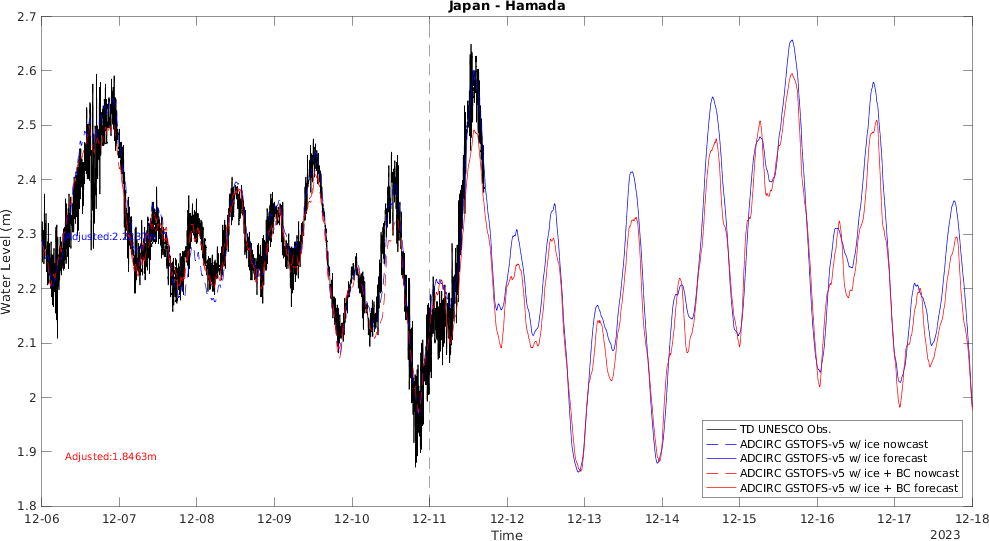 Japan - Hamada
2.7
2.6
2.5
2.4
2.3
2.2
2.1
2
1.9
1.8
Water Level (m)
Adjusted:1.8463m
TD UNESCO Obs.
ADCIRC GSTOFS-v5 w/ ice nowcast
ADCIRC GSTOFS-v5 w/ ice forecast
ADCIRC GSTOFS-v5 w/ ice + BC nowcast
ADCIRC GSTOFS-v5 w/ ice + BC forecast
12-06 12-07 12-08 12-09 12-10 12-11 12-12 12-13 12-14 12-15 12-16 12-17 12-18
Time
2023